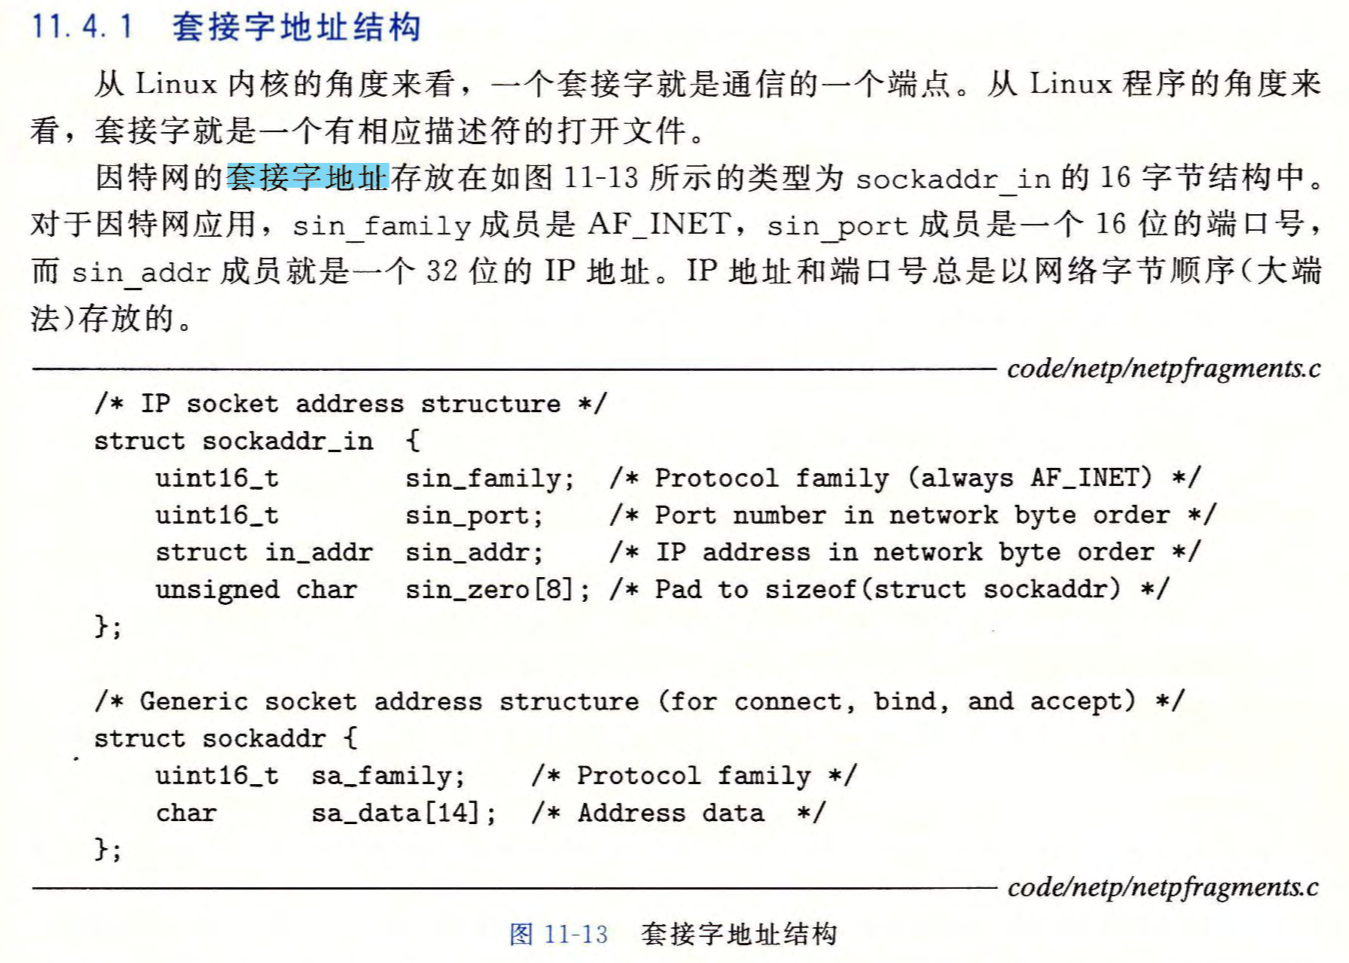 11.4.1 套接字地址结构
从 Linux 内核的角度来看，一个套接字就是通信的一个端点。从 Linux 程序的角度来
看，套接字就是一个有相应描述符的打开文件。
因特网的套接字地址存放在如图 11-13 所示的类型为 sockaddr_in 的 16 字节结构中。
对于因特网应用，sin_family 成员是 AF_INET，sin_port 成员是一个 16 位的端口号，
而 sin_addr 成员就是一个 32 位的 IP 地址。IP 地址和端口号总是以网络字节顺序(大端
法)存放的。
code/netp/netpfragments.c
/* IP socket address structure */
struct sockaddr_in {
uint16_t sin_family; /* Protocol family (always AF_INET) */
uint16_t sin_port; /* Port number in network byte order */
struct in_addr sin_addr; /* IP address in network byte order */
unsigned char sin_zero[8]; /* Pad to sizeof(struct sockaddr) */
};
/* Generic socket address structure (for connect, bind, and accept) */
struct sockaddr {
uint16_t sa_family; /* Protocol family */
char sa_data[14]; /* Address data */
};
code/netp/netpfragments.c
图 11-13 套接字地址结构